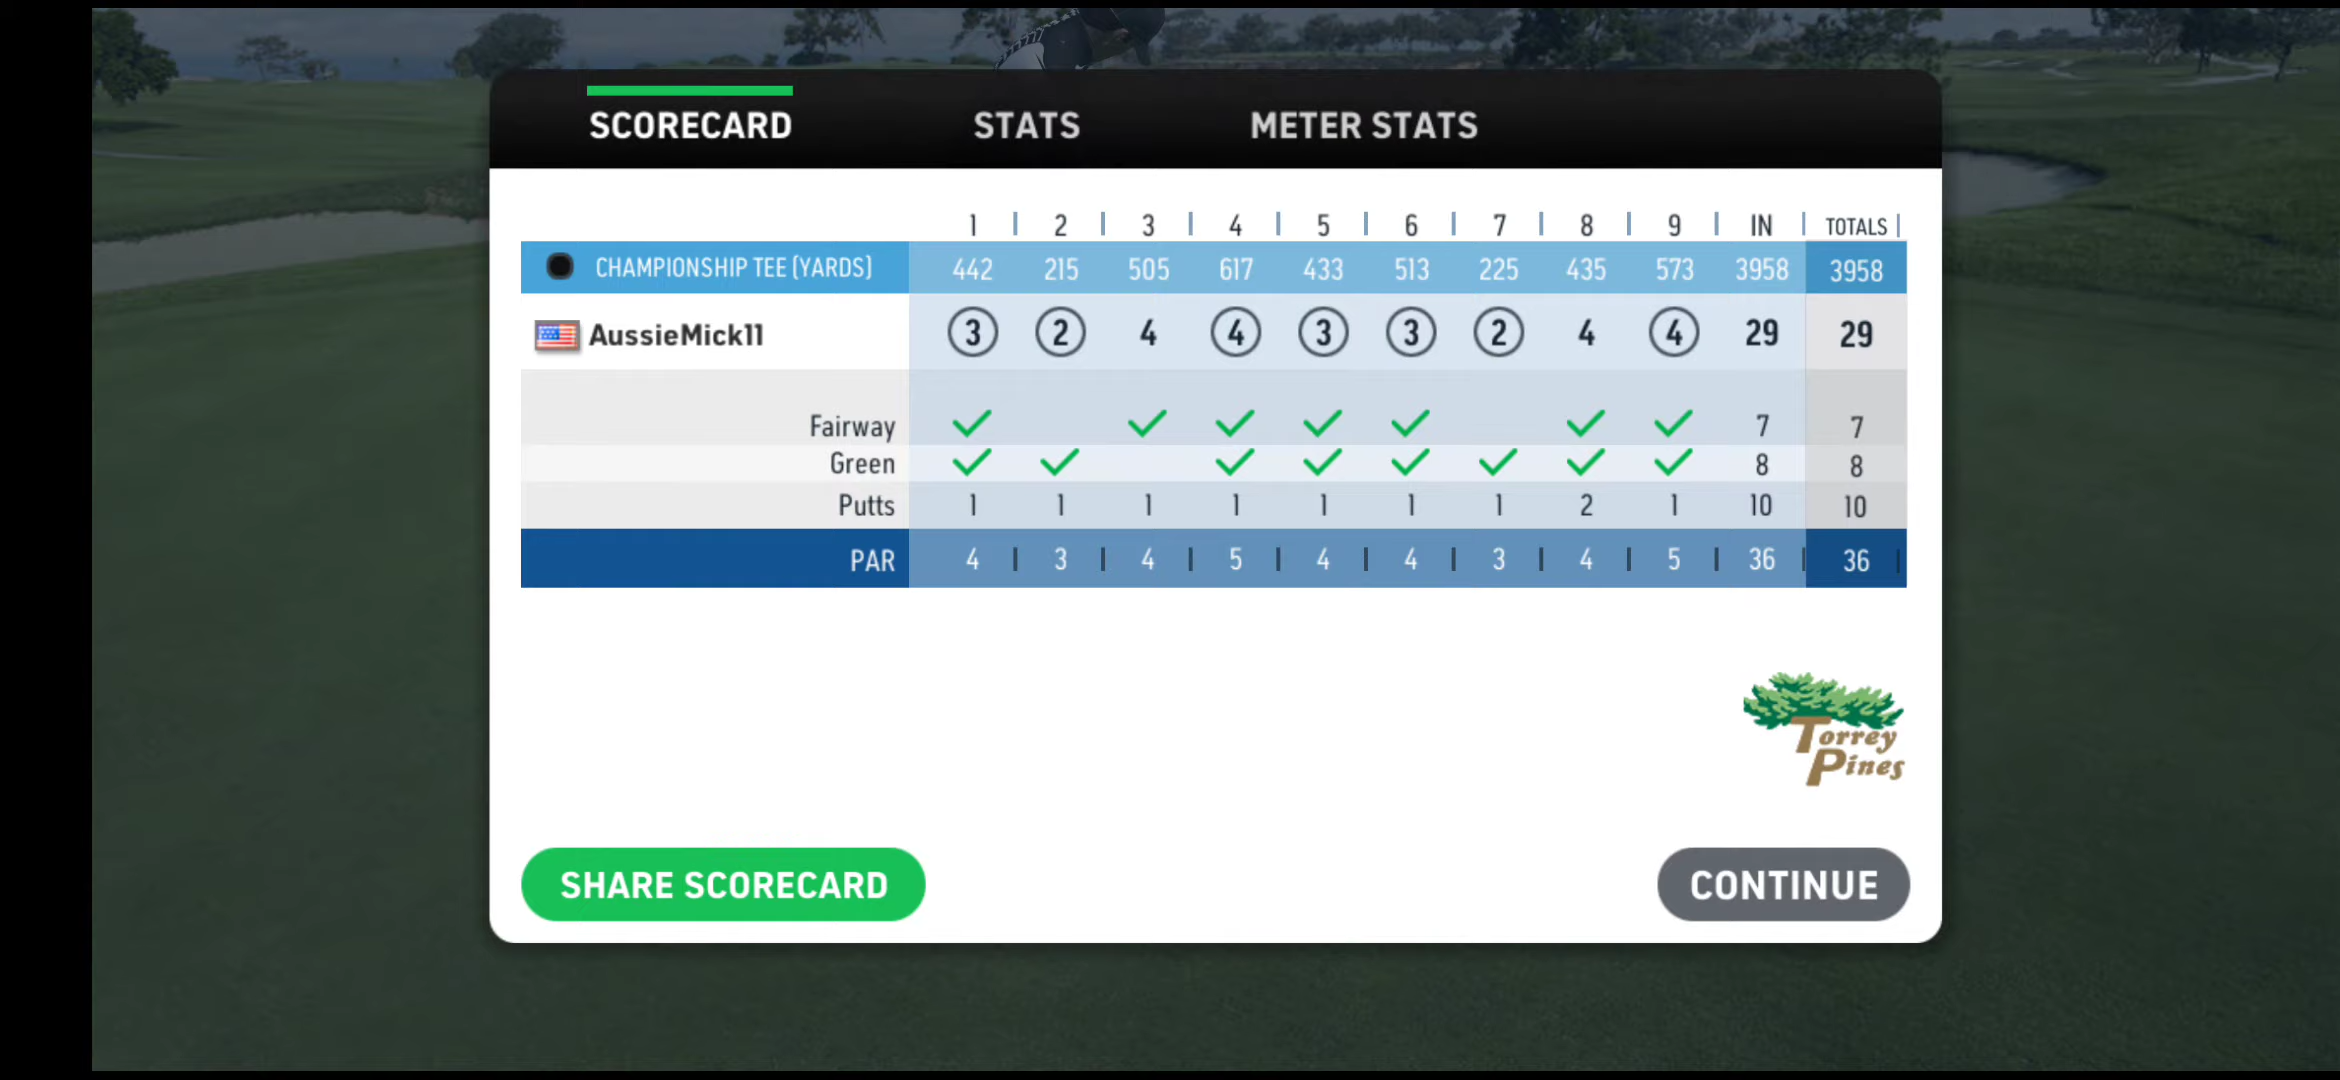 SCORECARD STATS METER STATS
1 | 2 | 3 | 4 | 5 | 6 | 7 | 8 | 9 | IN | TOTALS |
CHAMPIONSHIP TEE (YARDS) 442 215 505 617 433 513 225 435 573 3958 3958
AussieMick11 3 2 4 4 3 3 2 4 4 29 29
Fairway 7 7
Green 8 8
Putts 1 1 1 1 1 1 1 2 1 10 10
PAR 4 | 3 | 4 | 5 | 4 | 4 | 3 | 4 | 5 | 36 | 36 |
Torrey
Pines
SHARE SCORECARD CONTINUE